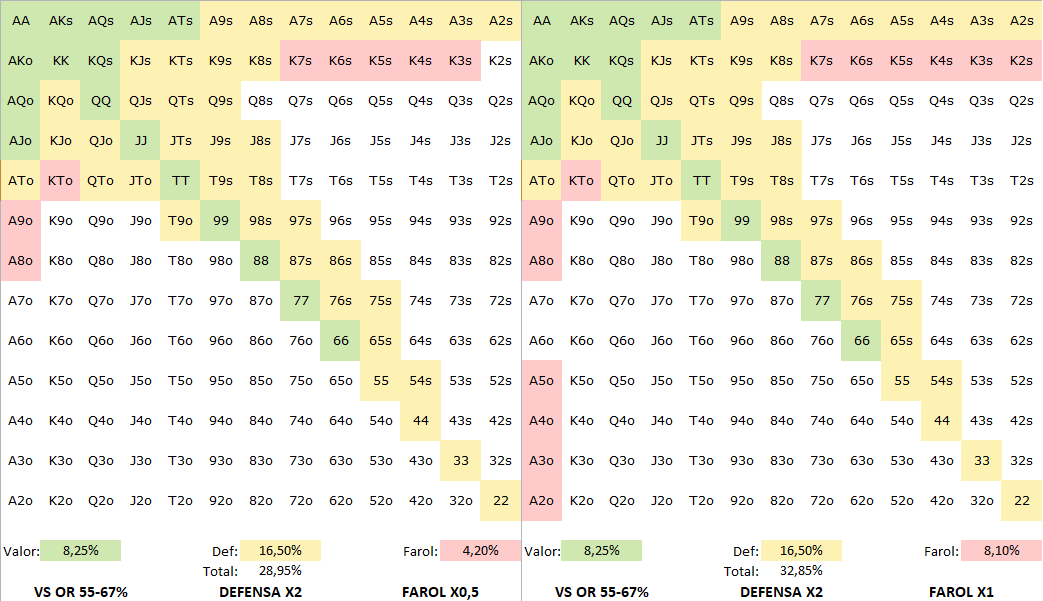 AA AKs AQs AJs ATs A9s A8s A7s A6s A5s A4s A3s A2s AA AKs AQs AJs ATs A9s A8s A7s A6s A5s A4s A3s A2s
AKo KK KQs KJs KTs K9s K8s K7s K6s K5s K4s K3s K2s AKo KK KQs KJs KTs K9s K8s K7s K6s K5s K4s K3s K2s
AQo KQo QQ QJs QTs Q9s Q8s Q7s Q6s Q5s Q4s Q3s Q2s AQo KQo QQ QJs QTs Q9s Q8s Q7s Q6s Q5s Q4s Q3s Q2s
AJo KJo QJo JJ JTs J9s J8s J7s J6s J5s J4s J3s J2s AJo KJo QJo JJ JTs J9s J8s J7s J6s J5s J4s J3s J2s
ATo KTo QTo JTo TT T9s T8s T7s T6s T5s T4s T3s T2s ATo KTo QTo JTo TT T9s T8s T7s T6s T5s T4s T3s T2s
A9o K9o Q9o J9o T9o 99 98s 97s 96s 95s 94s 93s 92s A9o K9o Q9o J9o T9o 99 98s 97s 96s 95s 94s 93s 92s
A8o K8o Q8o J8o T8o 98o 88 87s 86s 85s 84s 83s 82s A8o K8o Q8o J8o T8o 98o 88 87s 86s 85s 84s 83s 82s
A7o K7o Q7o J7o T7o 97o 87o 77 76s 75s 74s 73s 72s A7o K7o Q7o J7o T7o 97o 87o 77 76s 75s 74s 73s 72s
A6o K6o Q6o J6o T6o 96o 86o 76o 66 65s 64s 63s 62s A6o K6o Q6o J6o T6o 96o 86o 76o 66 65s 64s 63s 62s
A5o K5o Q5o J5o T5o 95o 85o 75o 65o 55 54s 53s 52s A5o K5o Q5o J5o T5o 95o 85o 75o 65o 55 54s 53s 52s
A4o K4o Q4o J4o T4o 94o 84o 74o 64o 54o 44 43s 42s A4o K4o Q4o J4o T4o 94o 84o 74o 64o 54o 44 43s 42s
A3o K3o Q3o J3o T3o 93o 83o 73o 63o 53o 43o 33 32s A3o K3o Q3o J3o T3o 93o 83o 73o 63o 53o 43o 33 32s
A2o K2o Q2o J2o T2o 92o 82o 72o 62o 52o 42o 32o 22 A2o K2o Q2o J2o T2o 92o 82o 72o 62o 52o 42o 32o 22
Valor: 8,25% Def: 16,50% Farol: 4,20% Valor: 8,25% Def: 16,50% Farol: 8,10%
Total: 28,95% Total: 32,85%
VS OR 55-67% DEFENSA X2 FAROL X0,5 VS OR 55-67% DEFENSA X2 FAROL X1